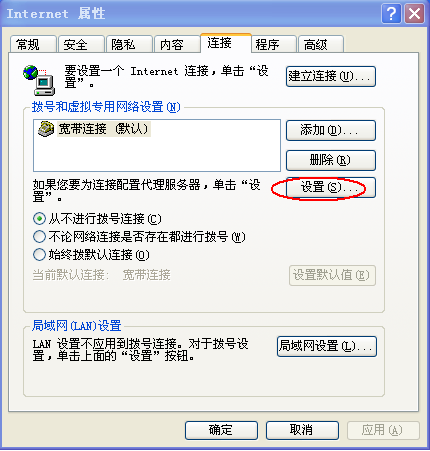 Internet 属性
常规 安全 隐私 内容 连接 程序 高级
要设置一个 Internet 连接，单击“设
置”。
建立连接(U)...
拨号和虚拟专用网络设置(N)
宽带连接 (默认)
添加(D)...
删除(R)
如果您要为连接配置代理服务器，单击“设
置”。
设置(S)...
从不进行拨号连接(C)
不论网络连接是否存在都进行拨号(W)
始终拨默认连接(O)
当前默认连接: 宽带连接
设置默认值(E)
局域网(LAN)设置
LAN 设置不应用到拨号连接。对于拨号设
置，单击上面的“设置”按钮。
局域网设置(L)...
确定 取消 应用(A)